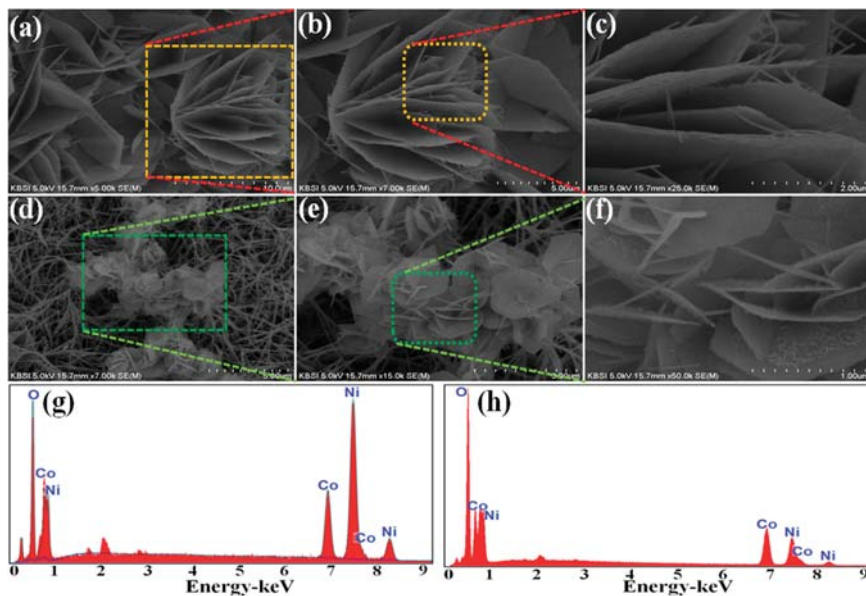 (a)
(b)
(c)
KBSI 5.0kV 15.7mm x5.00k SE(M) 10.0um
KBSI 5.0kV 15.7mm x7.00k SE(M) 5.00um
KBSI 5.0kV 15.7mm x25.0k SE(M) 2.00um
(d)
(e)
(f)
KBSI 5.0kV 15.7mm x7.00k SE(M) 5.00um
KBSI 5.0kV 15.7mm x15.0k SE(M)
KBSI 5.0kV 15.7mm x50.0k SE(M) 1.00um
(g)
O
Co
Ni
Co
Ni
Co
Ni
0 1 2 3 4 5 6 7 8 9
Energy-keV
(h)
O
Co
Ni
Co
Ni
Co
Ni
0 1 2 3 4 5 6 7 8 9
Energy-keV